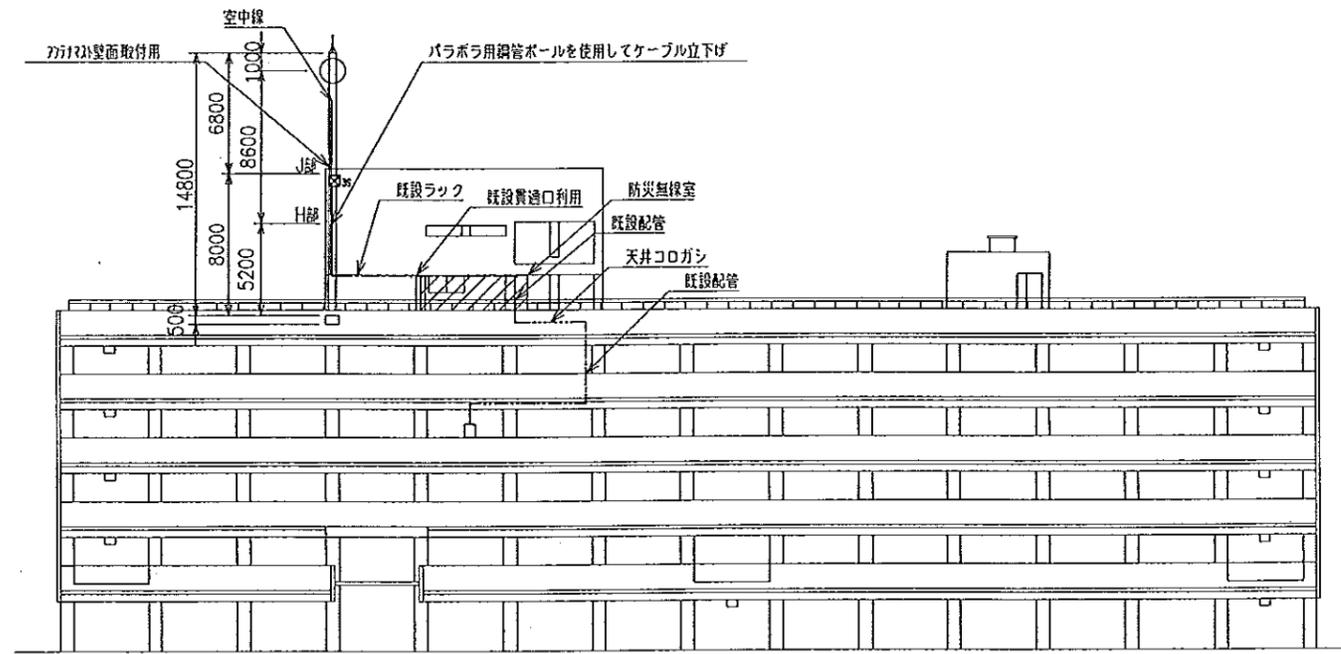 空中線
アンテナマスト壁面取付用
パラボラ用鋼管ポールを使用してケーブル立下げ
1000
6800
8600
14800
J部
35
既設ラック
既設貫通口利用
防災無線室
H部
既設配管
8000
5200
天井コロガシ
既設配管
500